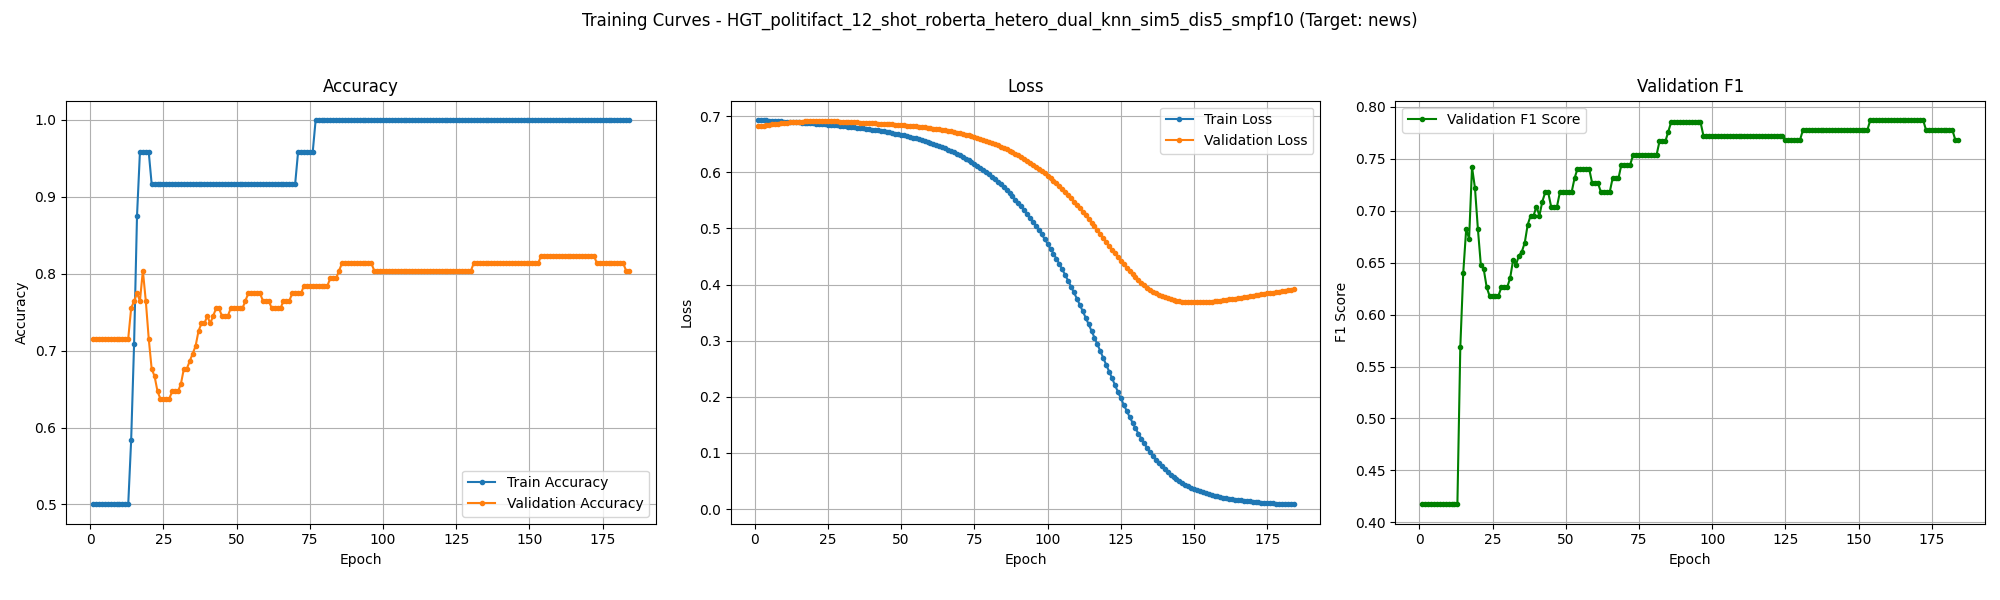 Training Curves - HGT_politifact_12_shot_roberta_hetero_dual_knn_sim5_dis5_smpf10 (Target: news)
Accuracy
1.0
0.9
0.8
0.7
0.6
0.5
Accuracy
0 25 50 75 100 125 150 175
Epoch
Train Accuracy
Validation Accuracy
Loss
0.7
0.6
0.5
0.4
0.3
0.2
0.1
0.0
Loss
0 25 50 75 100 125 150 175
Epoch
Train Loss
Validation Loss
Validation F1
0.80
0.75
0.70
0.65
0.60
0.55
0.50
0.45
0.40
F1 Score
0 25 50 75 100 125 150 175
Epoch
Validation F1 Score